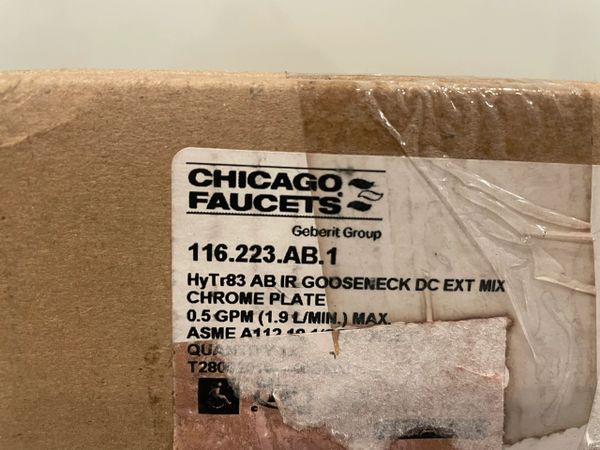 CHICAGO
FAUCETS
Geberit Group
116.223.AB.1
HyTr83 AB IR GOOSENECK DC EXT MIX
CHROME PLATE
0.5 GPM (1.9 L/MIN.) MAX.
ASME